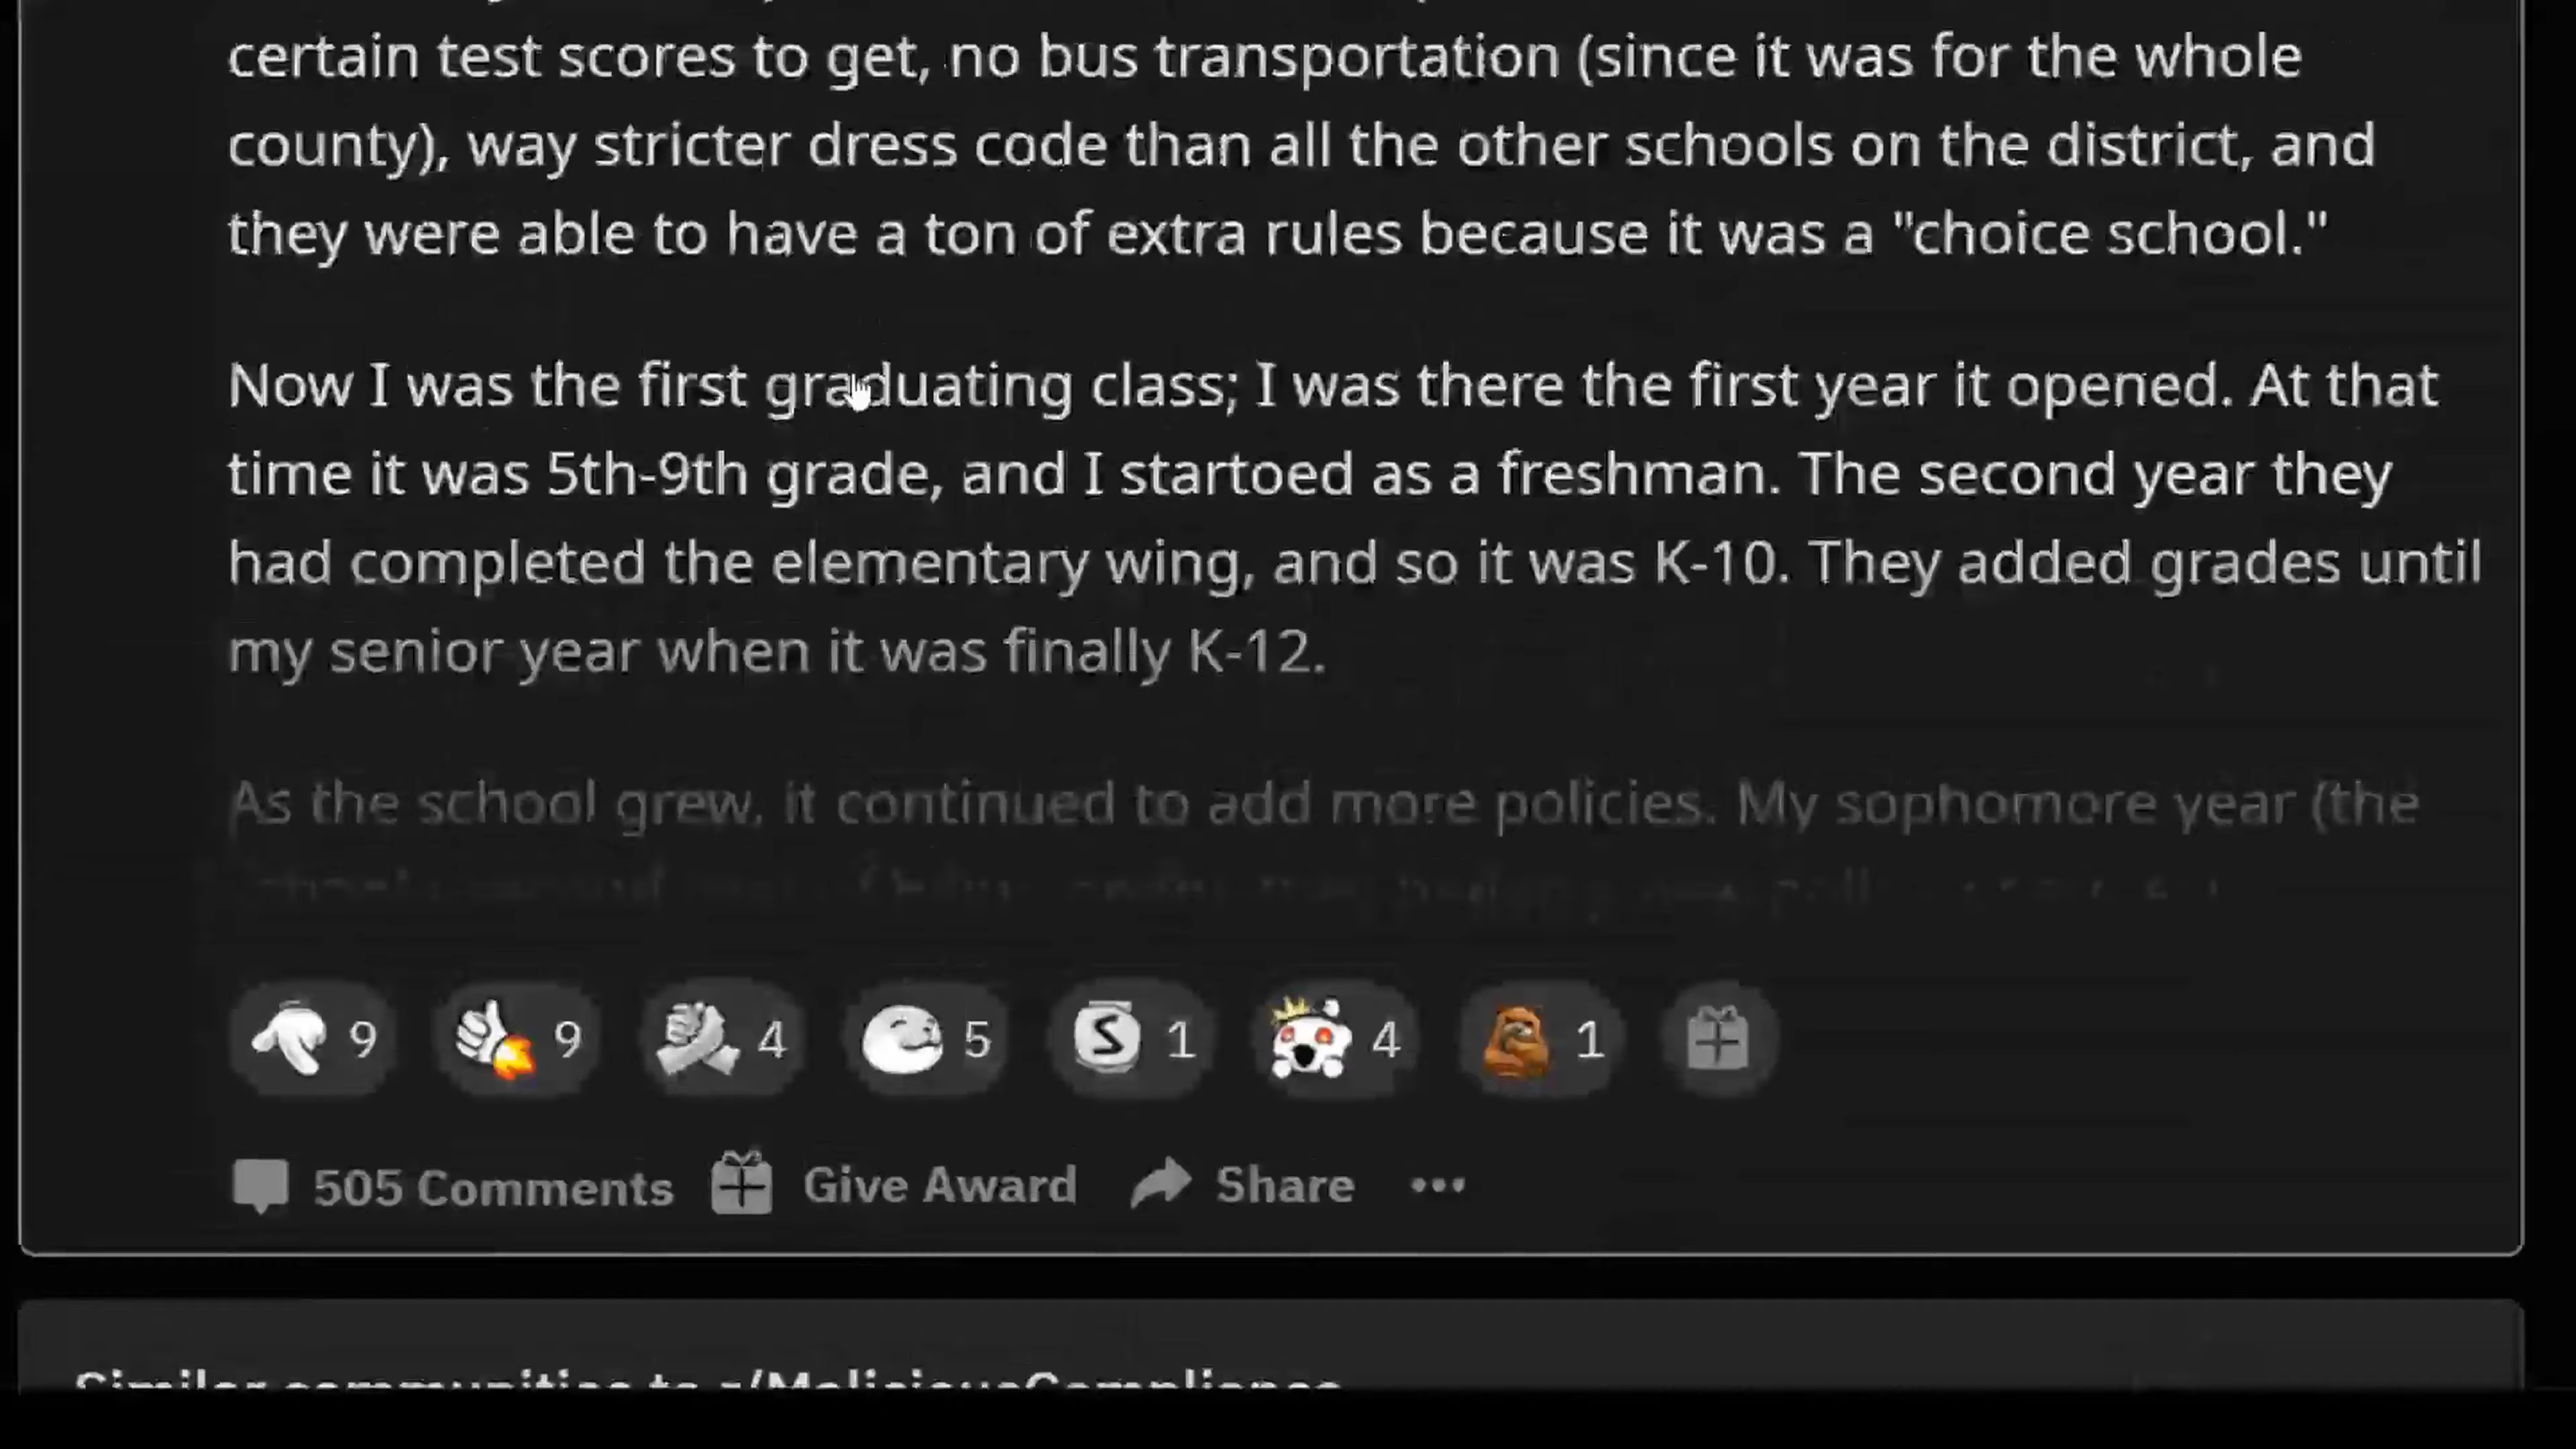 certain test scores to get, no bus transportation (since it was for the whole
county), way stricter dress code than all the other schools on the district, and
they were able to have a ton of extra rules because it was a "choice school."
Now I was the first graduating class; I was there the first year it opened. At that
time it was 5th-9th grade, and I startoed as a freshman. The second year they
had completed the elementary wing, and so it was K-10. They added grades until
my senior year when it was finally K-12.
As the school grew, it continued to add more policies. My sophomore year (the
9 9 4 5 S 1 4 1
505 Comments Give Award Share
Similar communities to r/MaliciousCompliance